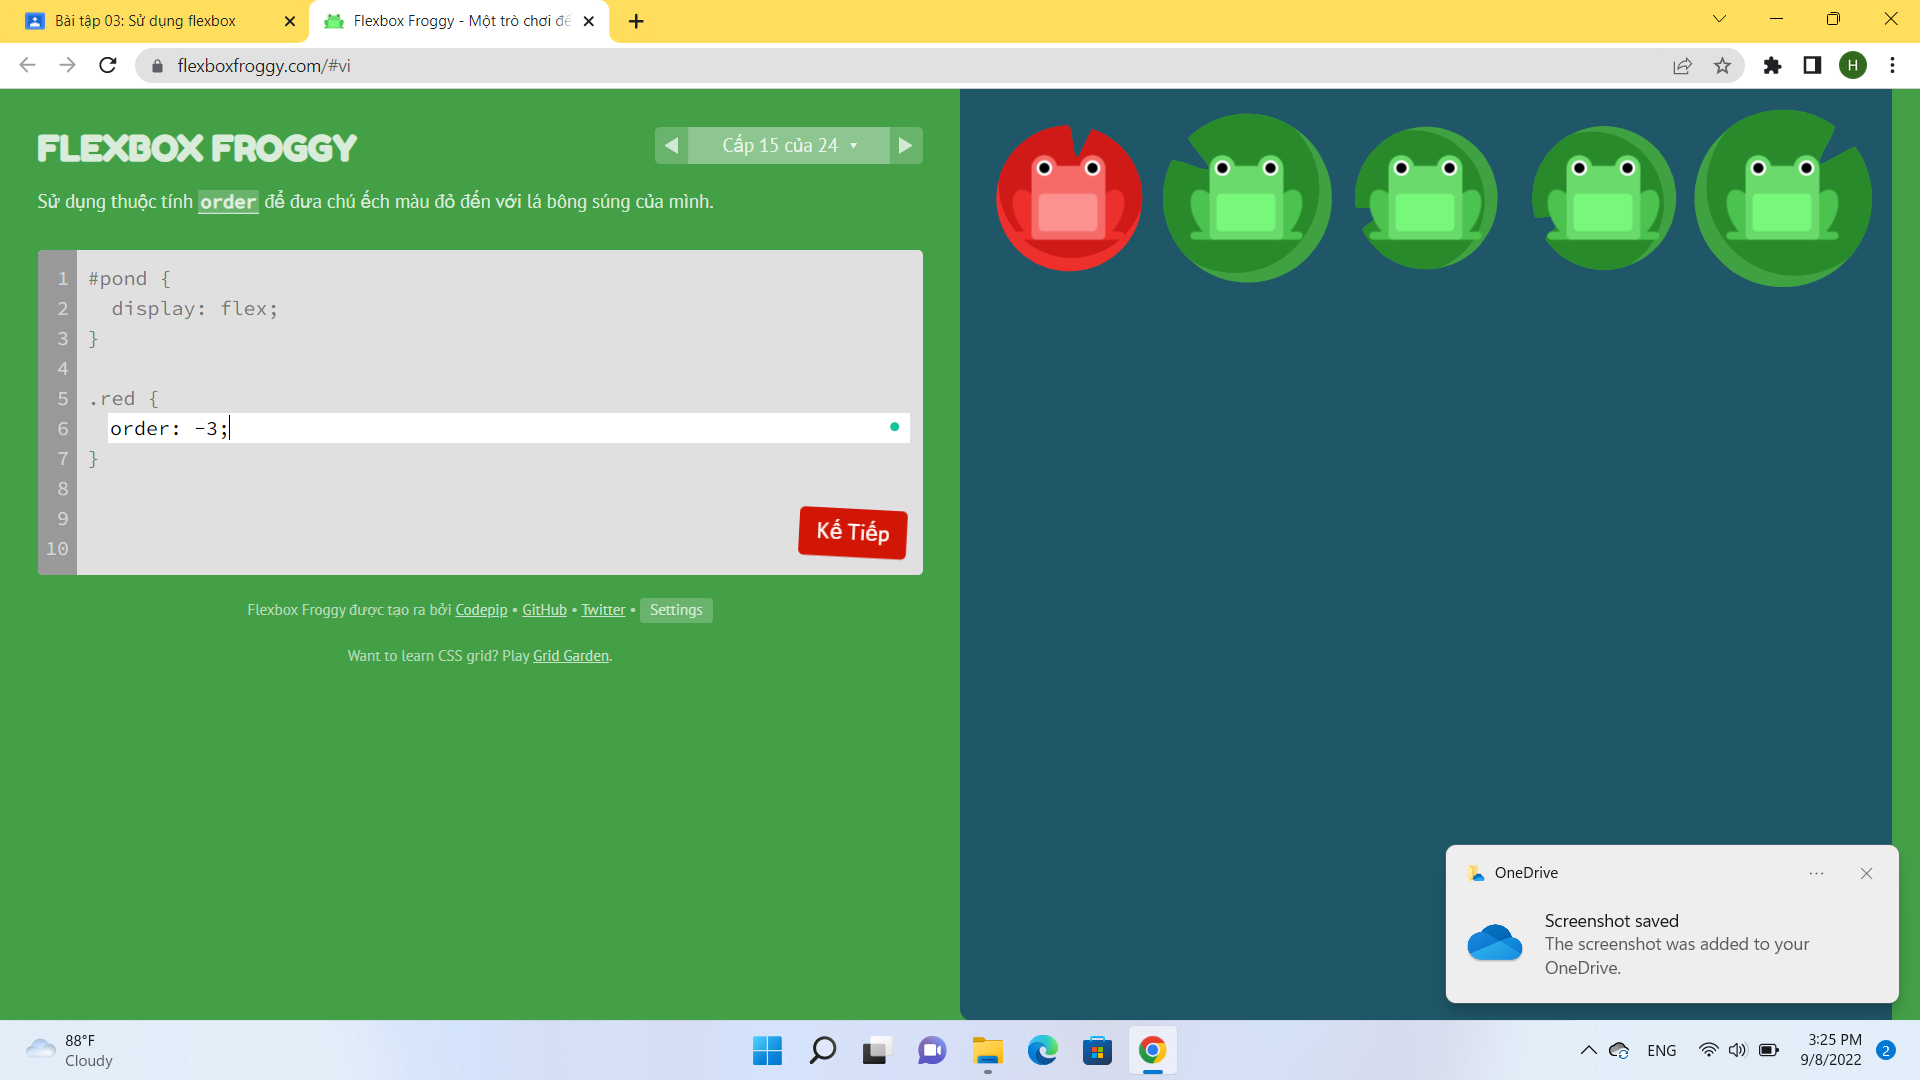 Bài tập 03: Sử dụng flexbox
Flexbox Froggy - Một trò chơi để
flexboxfroggy.com/#vi
H
FLEXBOX FROGGY
Cấp 15 của 24
Sử dụng thuộc tính order để đưa chú ếch màu đỏ đến với lá bông súng của mình.
1 #pond {
2 display: flex;
3 }
4
5 .red {
6 order: -3;
7 }
8
9
10
Kế Tiếp
Flexbox Froggy được tạo ra bởi Codepip • GitHub • Twitter • Settings
Want to learn CSS grid? Play Grid Garden.
OneDrive
Screenshot saved
The screenshot was added to your
OneDrive.
88°F
Cloudy
ENG
3:25 PM
9/8/2022
2